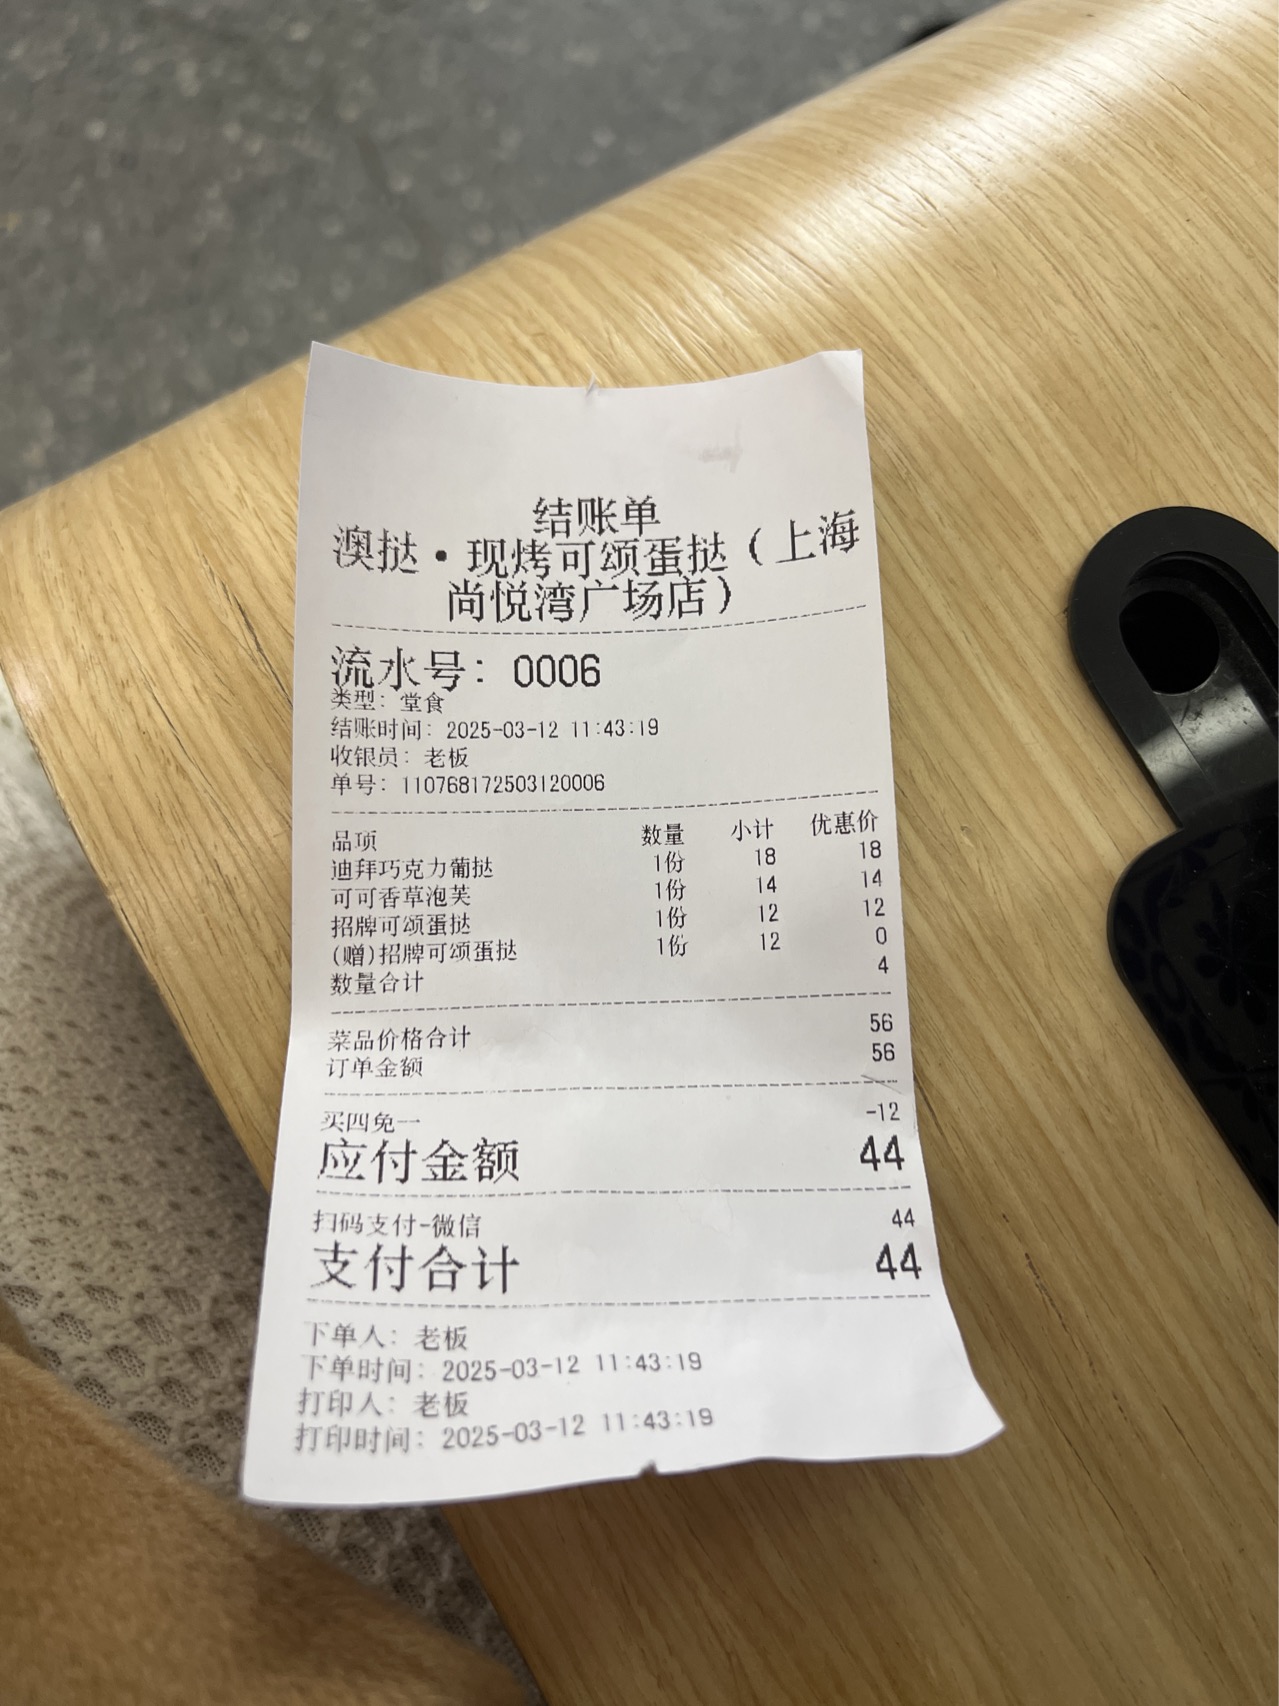 结账单
澳挞·现烤可颂蛋挞（上海
尚悦湾广场店）
流水号：0006
类型：堂食
结账时间：2025-03-12 11:43:19
收银员：老板
单号：110768172503120006
品项 数量 小计 优惠价
迪拜巧克力葡挞 1份 18 18
可可香草泡芙 1份 14 14
招牌可颂蛋挞 1份 12 12
(赠)招牌可颂蛋挞 1份 12 0
数量合计 4
菜品价格合计 56
订单金额 56
买四免一 -12
应付金额 44
扫码支付-微信 44
支付合计 44
下单人：老板
下单时间：2025-03-12 11:43:19
打印人：老板
打印时间：2025-03-12 11:43:19